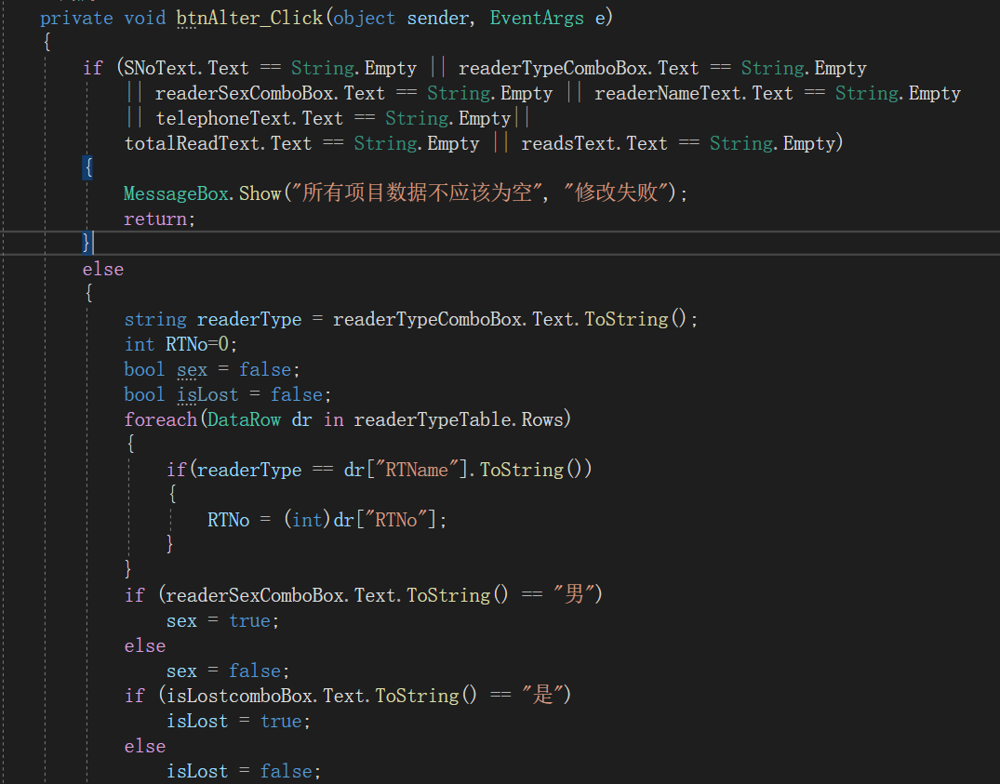 private void btnAlter_Click(object sender, EventArgs e)
{
if (SNoText.Text == String.Empty || readerTypeComboBox.Text == String.Empty
|| readerSexComboBox.Text == String.Empty || readerNameText.Text == String.Empty
|| telephoneText.Text == String.Empty||
totalReadText.Text == String.Empty || readsText.Text == String.Empty)
{
MessageBox.Show("所有项目数据不应该为空", "修改失败");
return;
}
else
{
string readerType = readerTypeComboBox.Text.ToString();
int RTNo=0;
bool sex = false;
bool isLost = false;
foreach(DataRow dr in readerTypeTable.Rows)
{
if(readerType == dr["RTName"].ToString())
{
RTNo = (int)dr["RTNo"];
}
}
if (readerSexComboBox.Text.ToString() == "男")
sex = true;
else
sex = false;
if (isLostcomboBox.Text.ToString() == "是")
isLost = true;
else
isLost = false;